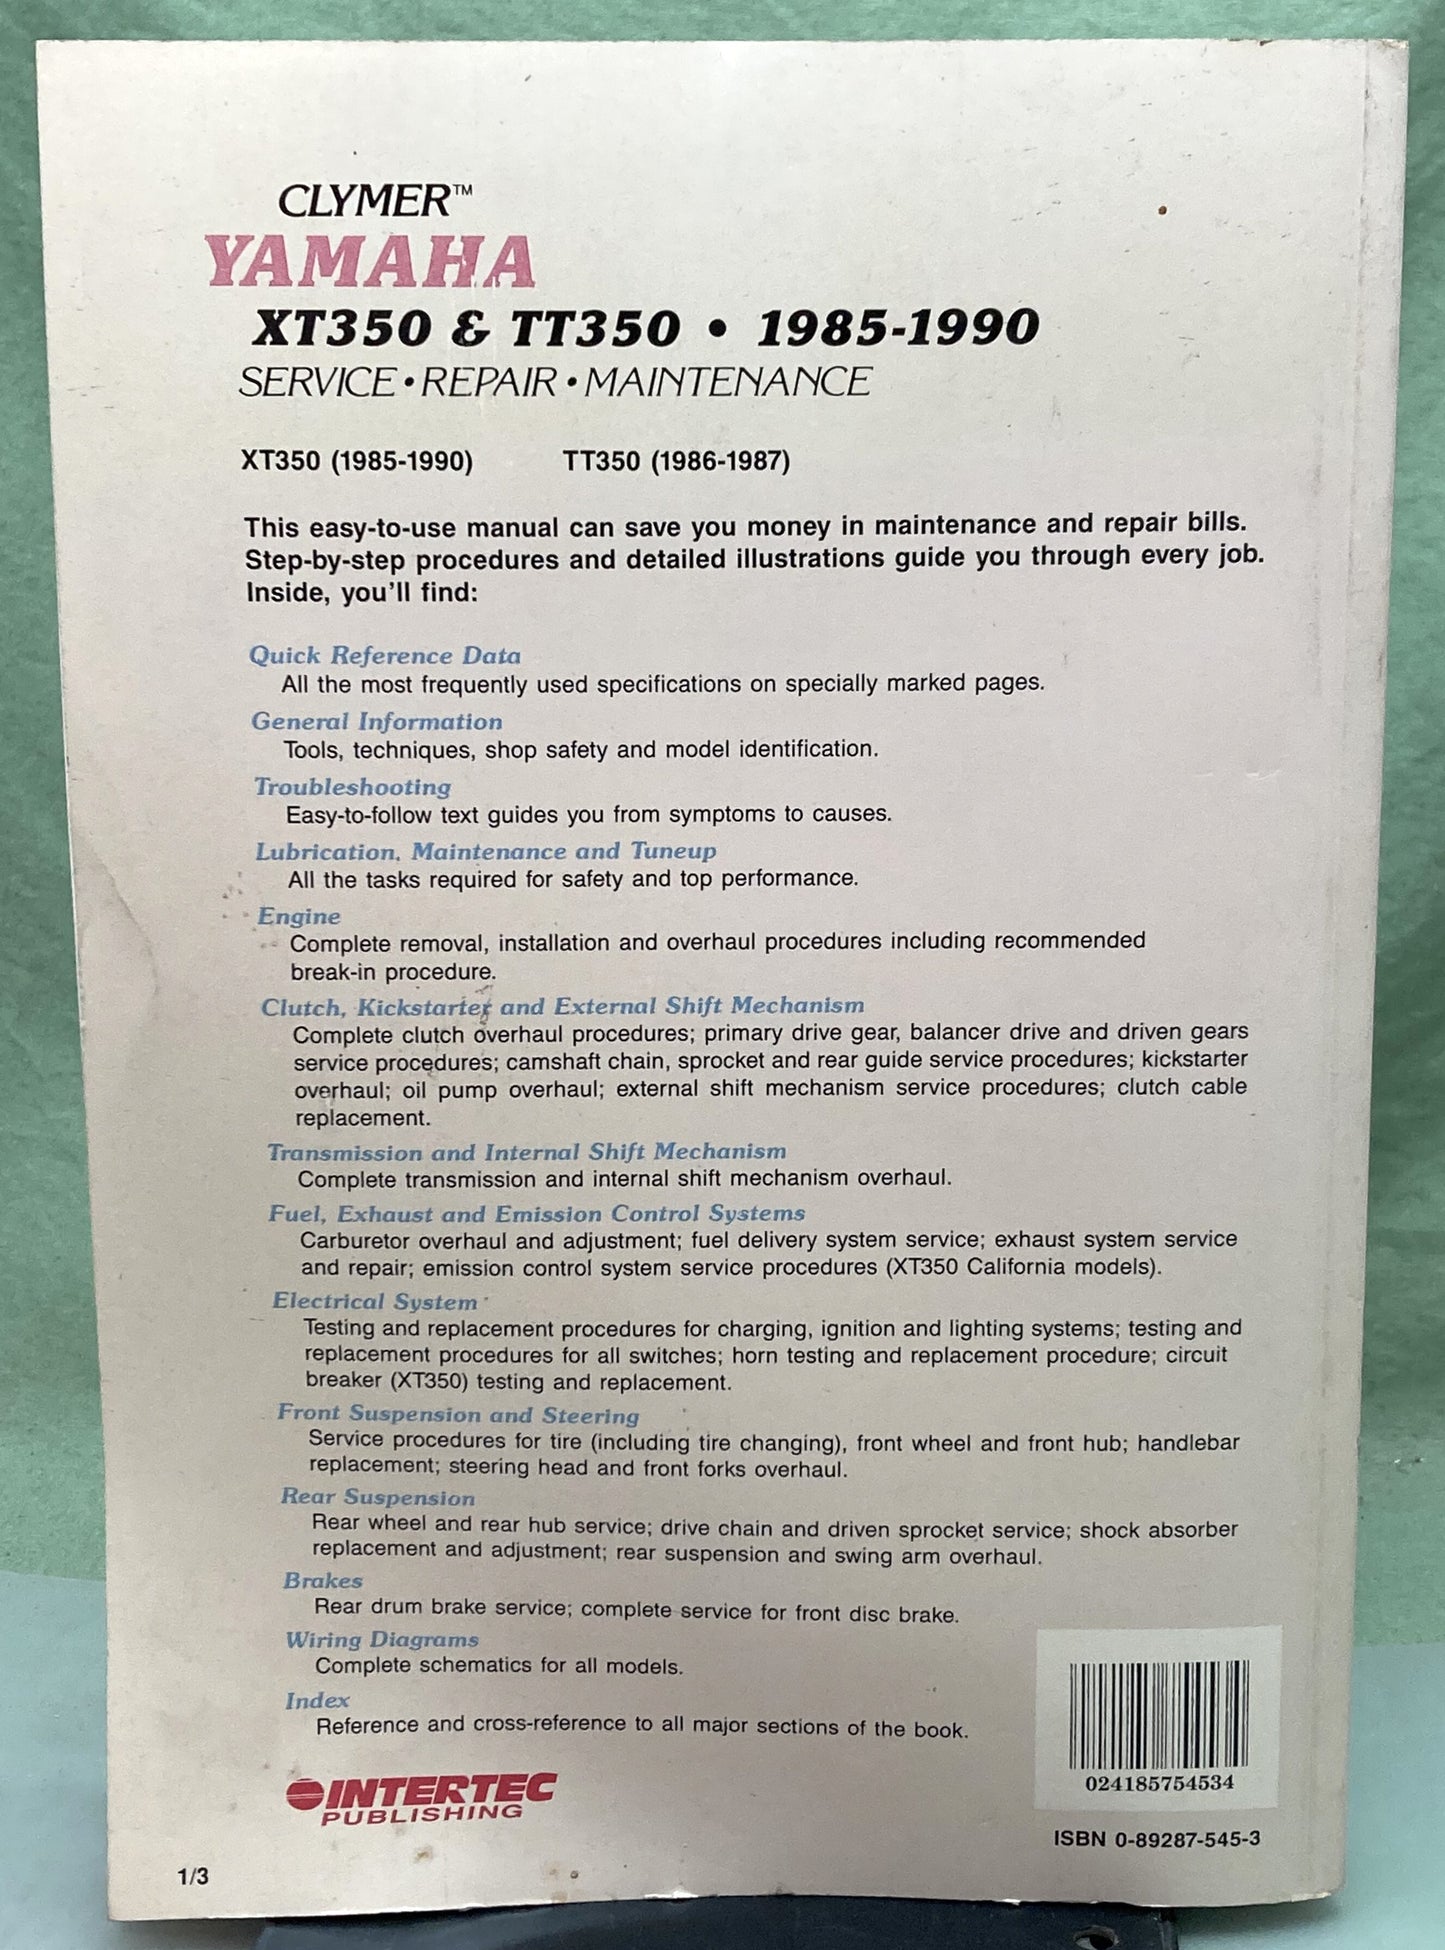 CLYMER™
YAMAHA
XT350 & TT350 • 1985-1990
SERVICE • REPAIR • MAINTENANCE
XT350 (1985-1990) TT350 (1986-1987)
This easy-to-use manual can save you money in maintenance and repair bills.
Step-by-step procedures and detailed illustrations guide you through every job.
Inside, you'll find:
Quick Reference Data
All the most frequently used specifications on specially marked pages.
General Information
Tools, techniques, shop safety and model identification.
Troubleshooting
Easy-to-follow text guides you from symptoms to causes.
Lubrication, Maintenance and Tuneup
All the tasks required for safety and top performance.
Engine
Complete removal, installation and overhaul procedures including recommended
break-in procedure.
Clutch, Kickstarter and External Shift Mechanism
Complete clutch overhaul procedures; primary drive gear, balancer drive and driven gears
service procedures; camshaft chain, sprocket and rear guide service procedures; kickstarter
overhaul; oil pump overhaul; external shift mechanism service procedures; clutch cable
replacement.
Transmission and Internal Shift Mechanism
Complete transmission and internal shift mechanism overhaul.
Fuel, Exhaust and Emission Control Systems
Carburetor overhaul and adjustment; fuel delivery system service; exhaust system service
and repair; emission control system service procedures (XT350 California models).
Electrical System
Testing and replacement procedures for charging, ignition and lighting systems; testing and
replacement procedures for all switches; horn testing and replacement procedure; circuit
breaker (XT350) testing and replacement.
Front Suspension and Steering
Service procedures for tire (including tire changing), front wheel and front hub; handlebar
replacement; steering head and front forks overhaul.
Rear Suspension
Rear wheel and rear hub service; drive chain and driven sprocket service; shock absorber
replacement and adjustment; rear suspension and swing arm overhaul.
Brakes
Rear drum brake service; complete service for front disc brake.
Wiring Diagrams
Complete schematics for all models.
Index
Reference and cross-reference to all major sections of the book.
INTERTEC
PUBLISHING
024185754534
ISBN 0-89287-545-3
1/3